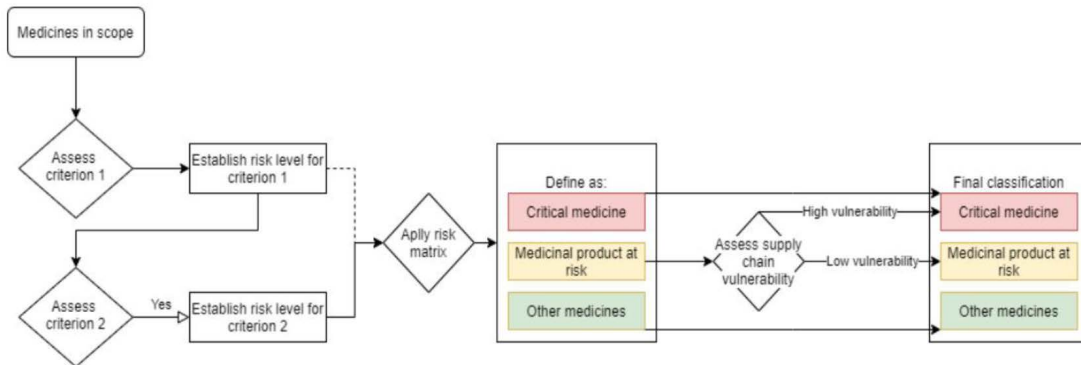 Medicines in scope
Assess
criterion 1
Establish risk level for
criterion 1
Assess
criterion 2
Yes
Establish risk level for
criterion 2
Aplly risk
matrix
Define as:
Critical medicine
Medicinal product at
risk
Other medicines
Assess supply
chain
vulnerability
High vulnerability
Low vulnerability
Final classification
Critical medicine
Medicinal product at
risk
Other medicines